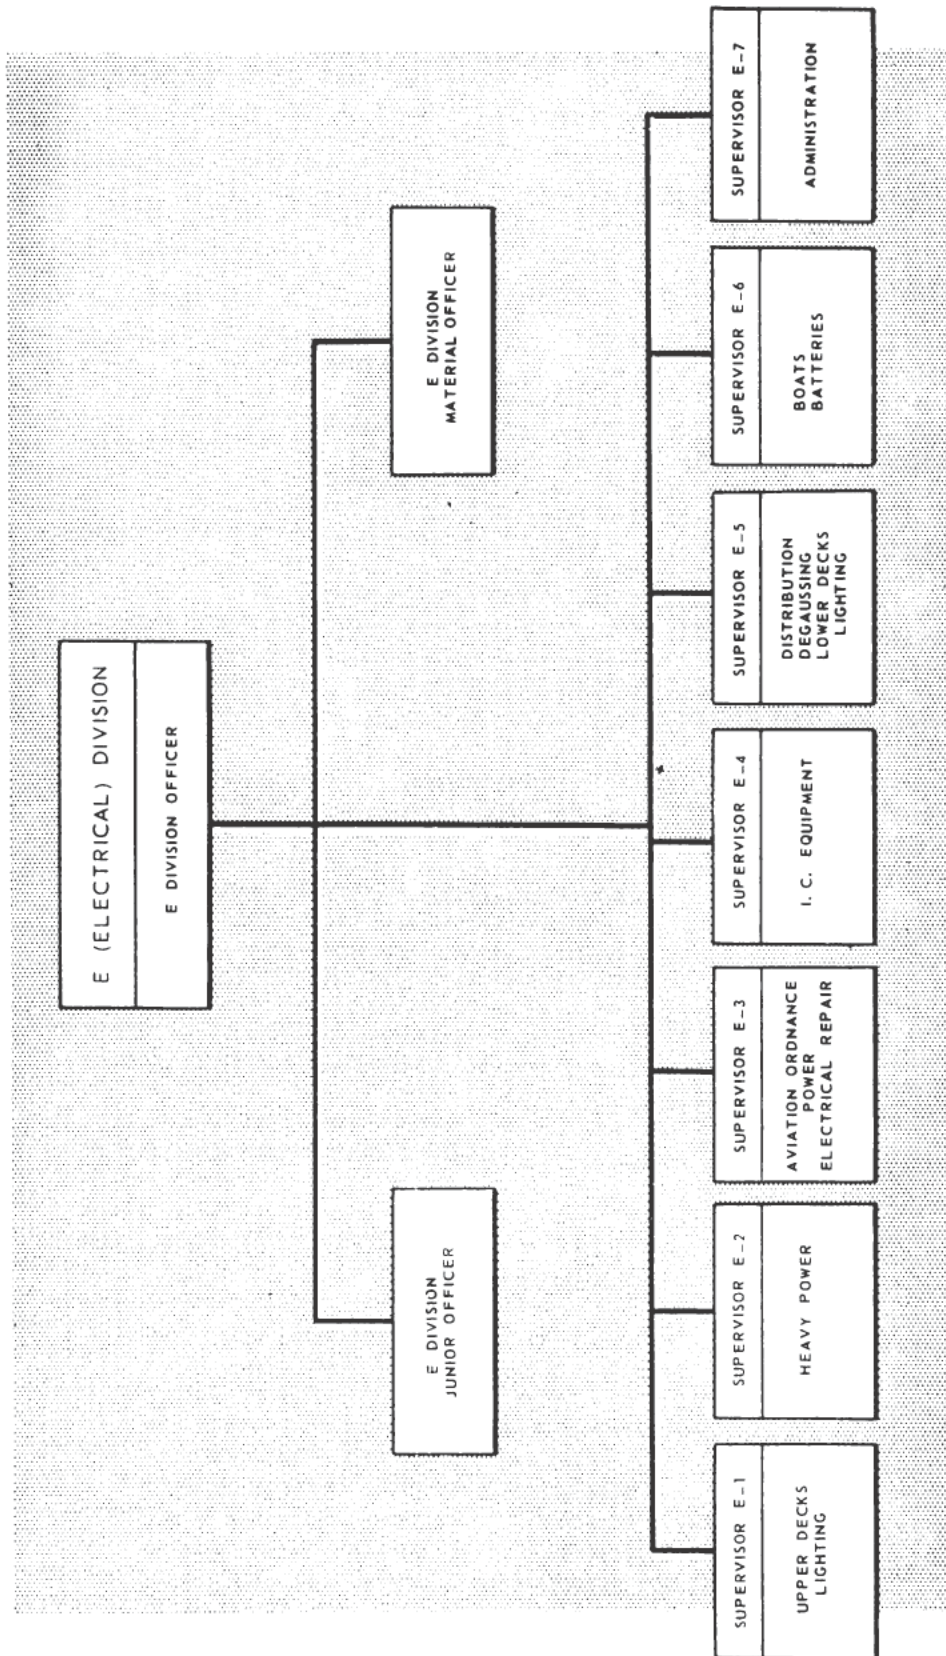 E (ELECTRICAL) DIVISION
E DIVISION OFFICER
E DIVISION
JUNIOR OFFICER
E DIVISION
MATERIAL OFFICER
SUPERVISOR E-1
UPPER DECKS
LIGHTING
SUPERVISOR E-2
HEAVY POWER
SUPERVISOR E-3
AVIATION ORDNANCE
POWER
ELECTRICAL REPAIR
SUPERVISOR E-4
I. C. EQUIPMENT
SUPERVISOR E-5
DISTRIBUTION
DEGAUSSING
LOWER DECKS
LIGHTING
SUPERVISOR E-6
BOATS
BATTERIES
SUPERVISOR E-7
ADMINISTRATION